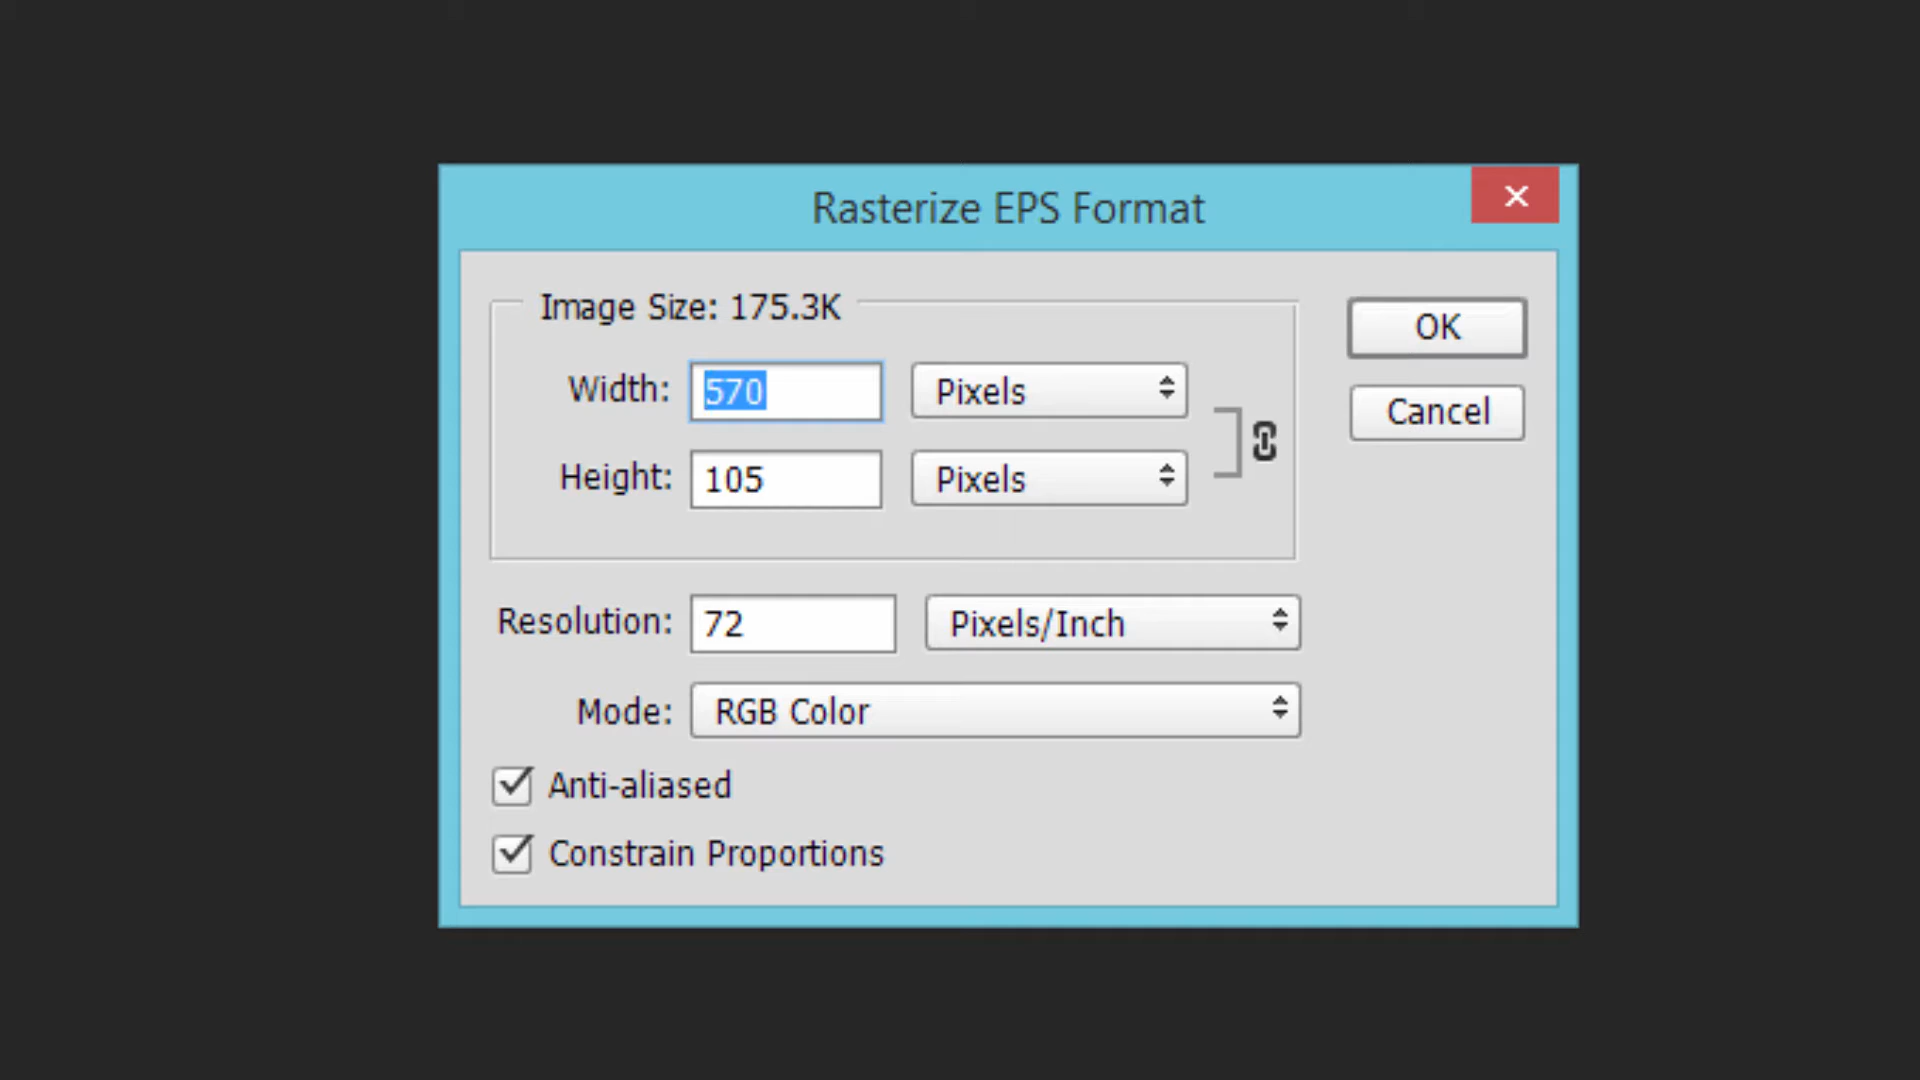 Rasterize EPS Format
Image Size: 175.3K
Width: 570 Pixels
Height: 105 Pixels
OK
Cancel
Resolution: 72 Pixels/Inch
Mode: RGB Color
Anti-aliased
Constrain Proportions